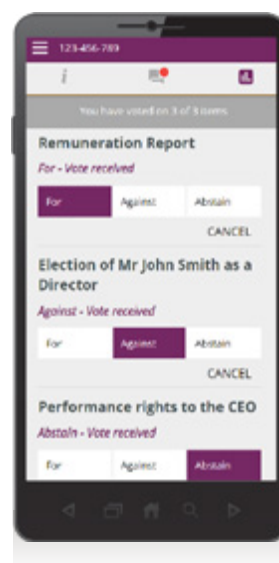 123-456-789
i
You have voted on 3 of 3 items
Remuneration Report
For - Vote received
For Against Abstain
CANCEL
Election of Mr John Smith as a
Director
Against - Vote received
For Against Abstain
CANCEL
Performance rights to the CEO
Abstain - Vote received
For Against Abstain